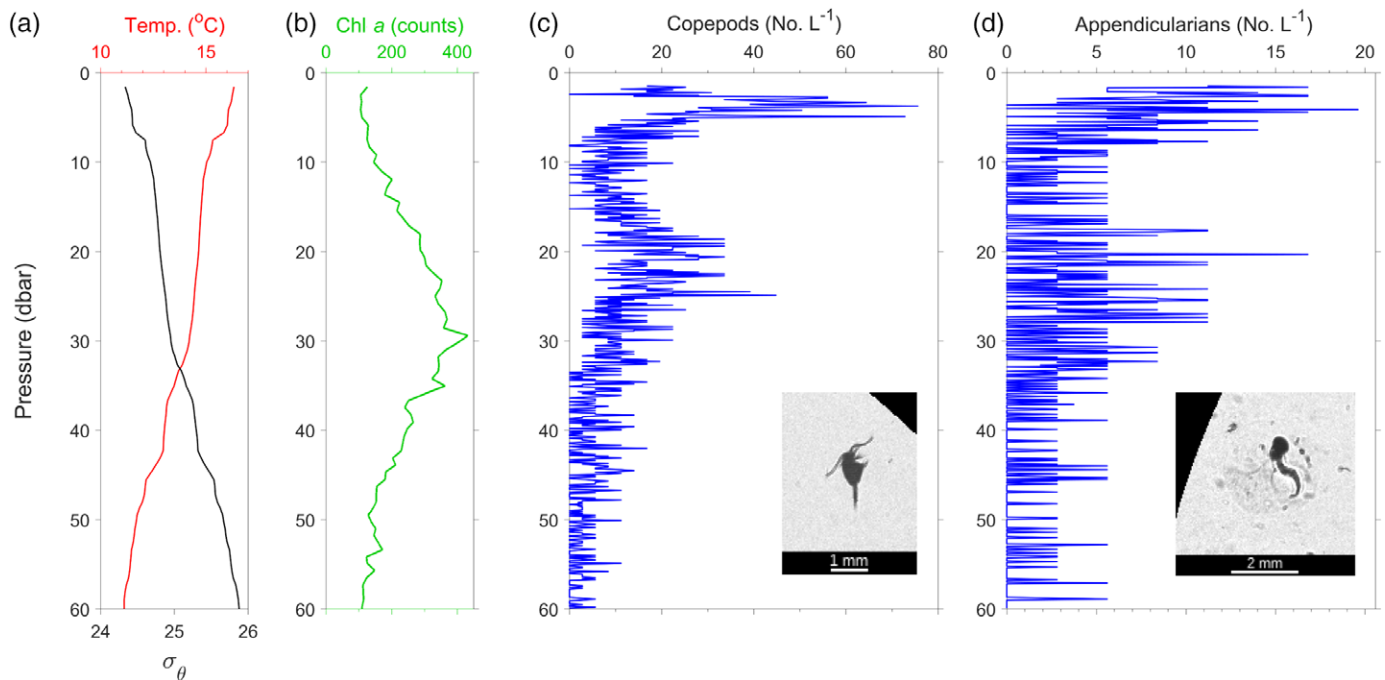 (a)
Temp. (°C)
10 15
0
10
20
30
40
50
60
Pressure (dbar)
24 25 26
σθ
(b)
Chl a (counts)
0 200 400
0
10
20
30
40
50
60
(c)
Copepods (No. L-1)
0 20 40 60 80
0
10
20
30
40
50
60
1 mm
(d)
Appendicularians (No. L-1)
0 5 10 15 20
0
10
20
30
40
50
60
2 mm